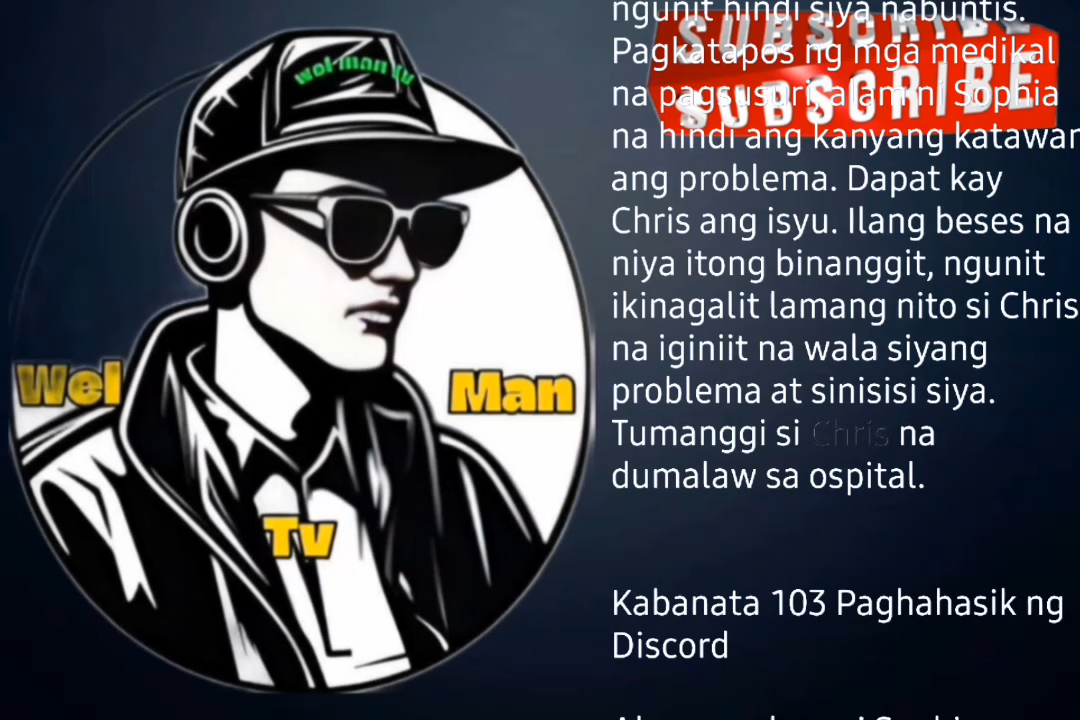 wel man tv
Wel
Man
Tv
SUBSCRIBE
SUBSCRIBE
ngunit hindi siya nabuntis.
Pagkatapos ng mga medikal
na pagsusuri, alam ni Sophia
na hindi ang kanyang katawan
ang problema. Dapat kay
Chris ang isyu. Ilang beses na
niya itong binanggit, ngunit
ikinagalit lamang nito si Chris
na iginiit na wala siyang
problema at sinisisi siya.
Tumanggi si Chris na
dumalaw sa ospital.
Kabanata 103 Paghahasik ng
Discord